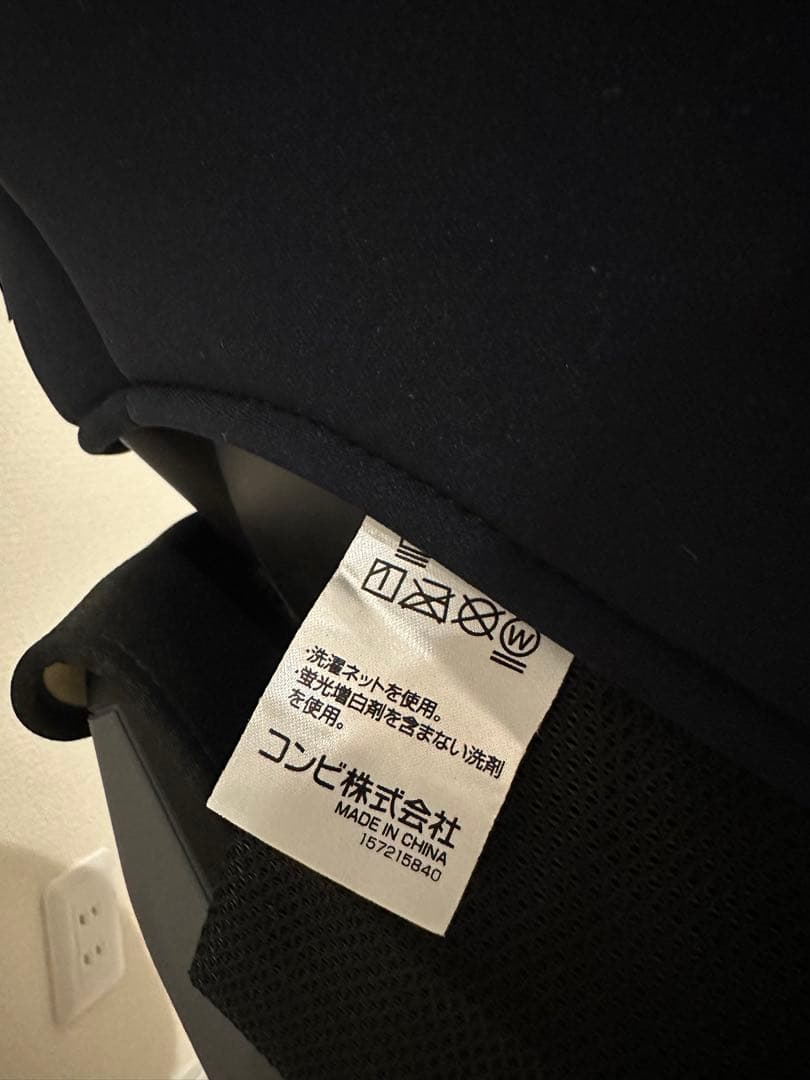 W
・洗濯ネットを使用。
・蛍光増白剤を含まない洗剤
を使用。
コンビ株式会社
MADE IN CHINA
157215840